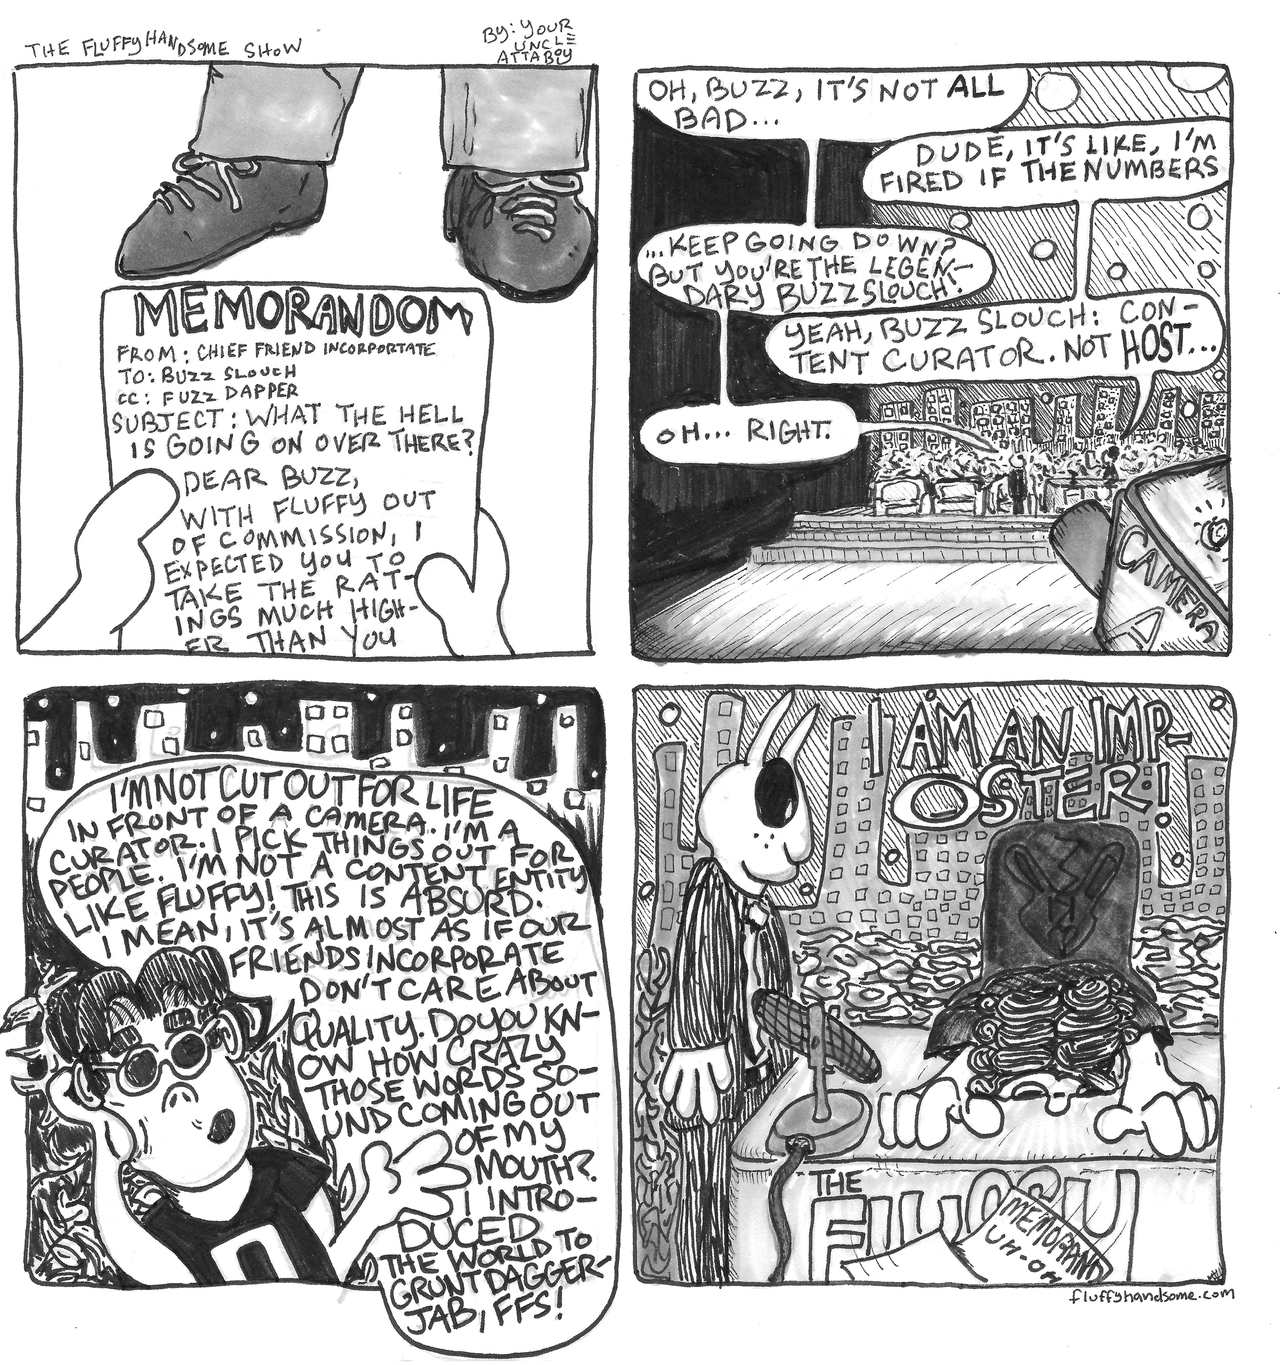 THE FLUFFYHANDSOME SHOW
BY: YOUR
UNCLE
ATTABOY
MEMORANDOM
FROM: CHIEF FRIEND INCORPORTATE
TO: BUZZ SLOUCH
CC: FUZZ DAPPER
SUBJECT: WHAT THE HELL
IS GOING ON OVER THERE?
DEAR BUZZ,
WITH FLUFFY OUT
OF COMMISSION, I
EXPECTED YOU TO
TAKE THE RAT-
INGS MUCH HIGH-
ER THAN YOU
OH, BUZZ, IT'S NOT ALL
BAD...
DUDE, IT'S LIKE, I'M
FIRED IF THE NUMBERS
...KEEP GOING DOWN?
BUT YOU'RE THE LEGEN-
DARY BUZZ SLOUCH!
YEAH, BUZZ SLOUCH: CON-
TENT CURATOR. NOT HOST...
OH... RIGHT.
CAMERA
A
I'M NOT CUT OUT FOR LIFE
IN FRONT OF A CAMERA. I'M A
CURATOR. I PICK THINGS OUT FOR
PEOPLE. I'M NOT A CONTENT ENTITY
LIKE FLUFFY! THIS IS ABSURD.
I MEAN, IT'S ALMOST AS IF OUR
FRIENDS INCORPORATE
DON'T CARE ABOUT
QUALITY. DO YOU KN-
OW HOW CRAZY
THOSE WORDS SO-
UND COMING OUT
OF MY
MOUTH?
I INTRO-
DUCED
THE WORLD TO
GRUNT DAGGER-
JAB, FFS!
I AM AN IMP-
OSTER!
THE
MEMORAND
UH-OH
fluffyhandsome.com